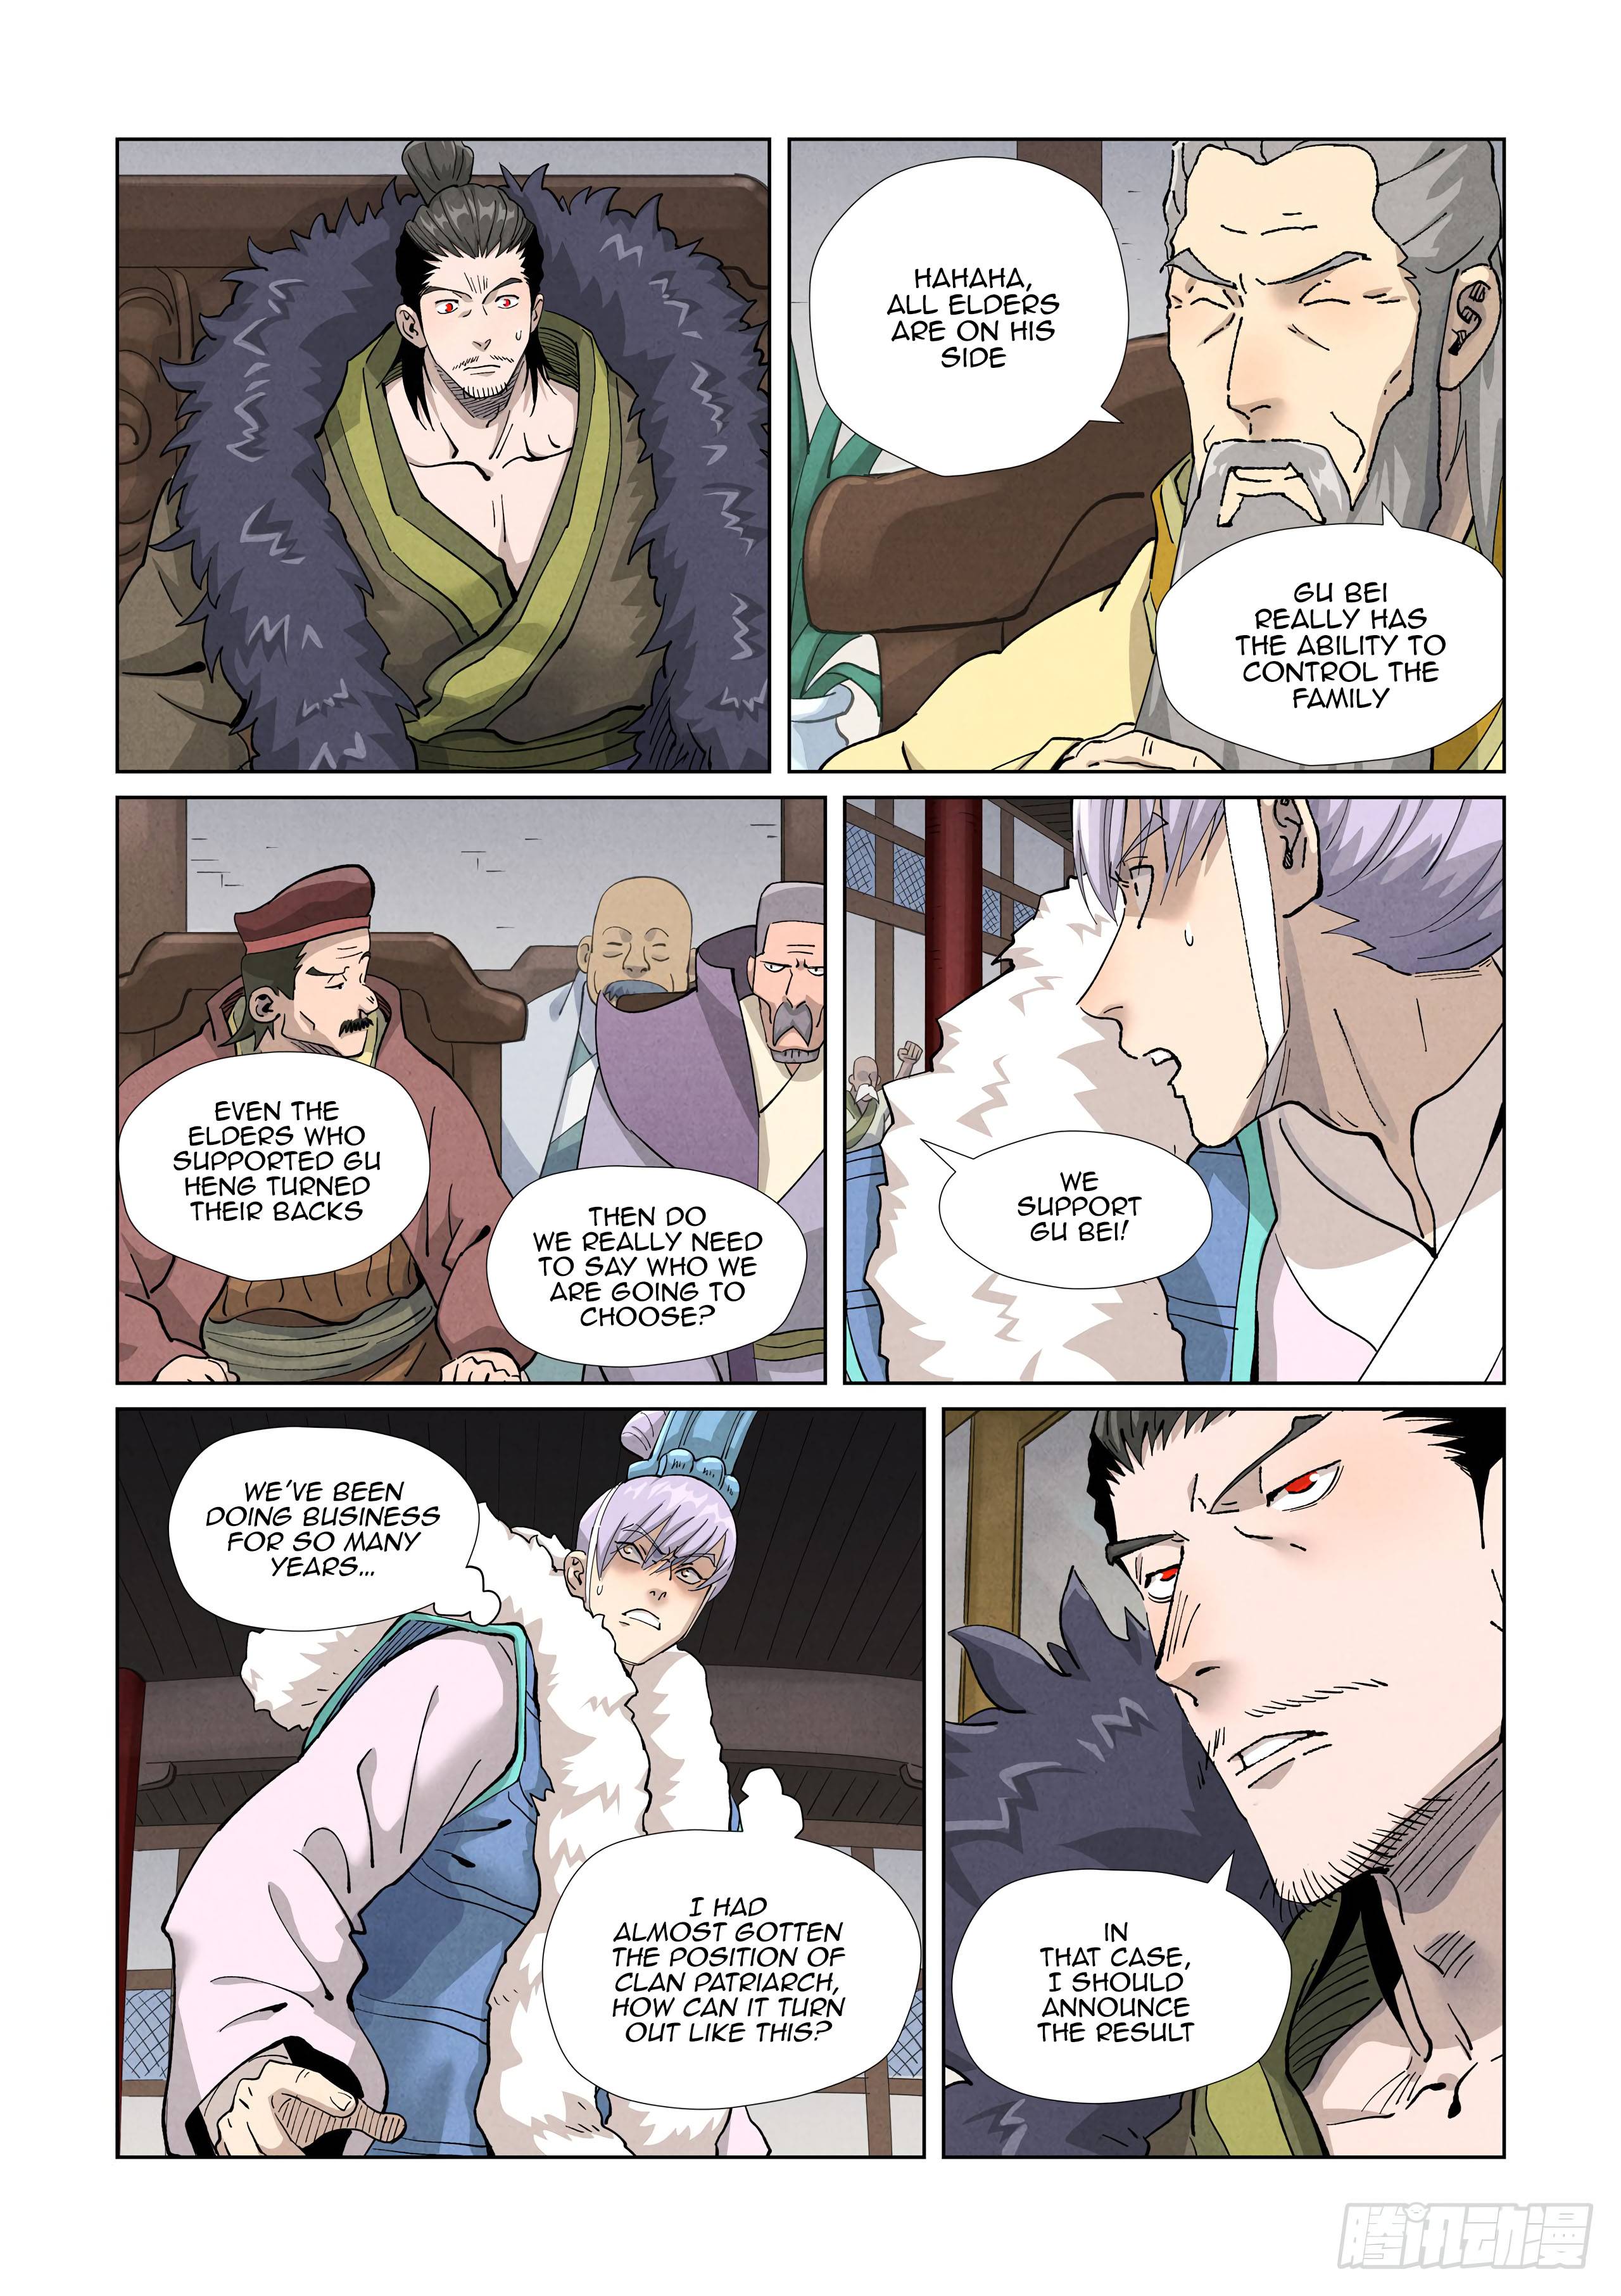 HAHAHA,
ALL ELDERS
ARE ON HIS
SIDE
GU BEI
REALLY HAS
THE ABILITY TO
CONTROL THE
FAMILY
EVEN THE
ELDERS WHO
SUPPORTED GU
HENG TURNED
THEIR BACKS
THEN DO
WE REALLY NEED
TO SAY WHO WE
ARE GOING TO
CHOOSE?
WE
SUPPORT
GU BEI!
WE'VE BEEN
DOING BUSINESS
FOR SO MANY
YEARS...
I HAD
ALMOST GOTTEN
THE POSITION OF
CLAN PATRIARCH,
HOW CAN IT TURN
OUT LIKE THIS?
IN
THAT CASE,
I SHOULD
ANNOUNCE
THE RESULT
腾讯动漫